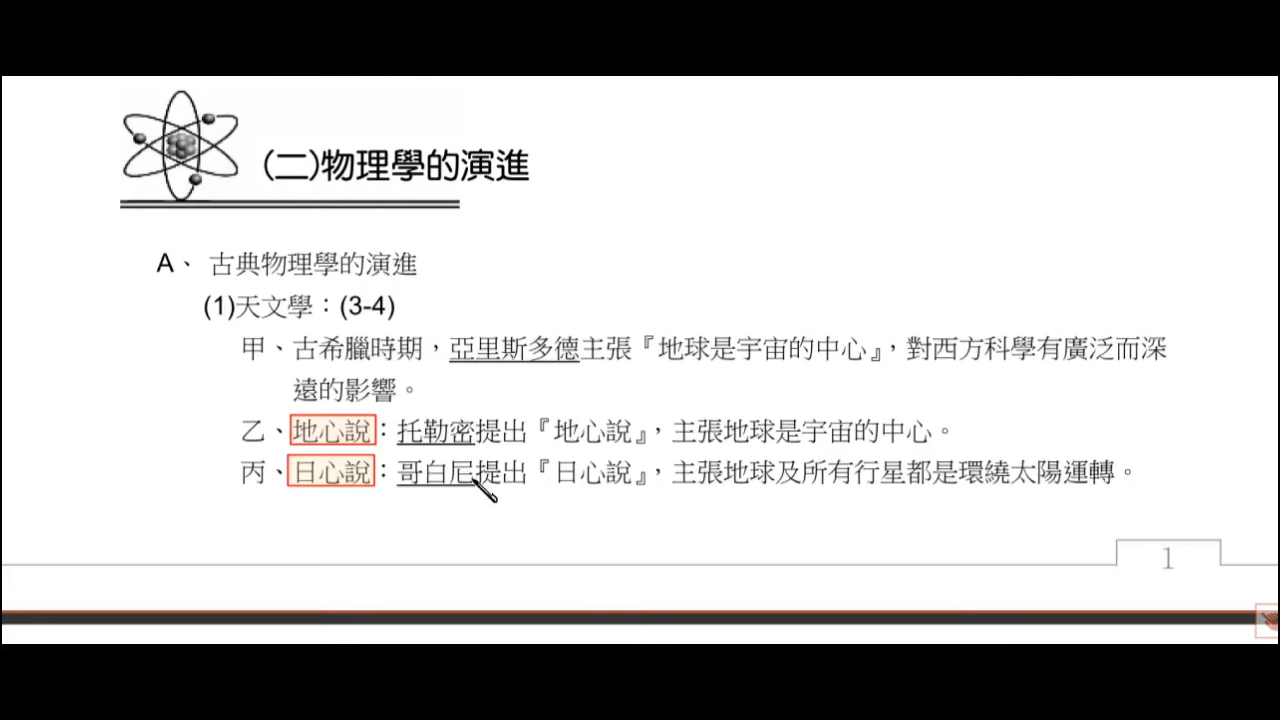 (二)物理學的演進
A、 古典物理學的演進
(1)天文學：(3-4)
甲、古希臘時期，亞里斯多德主張『地球是宇宙的中心』，對西方科學有廣泛而深
遠的影響。
乙、地心說：托勒密提出『地心說』，主張地球是宇宙的中心。
丙、日心說：哥白尼提出『日心說』，主張地球及所有行星都是環繞太陽運轉。
1